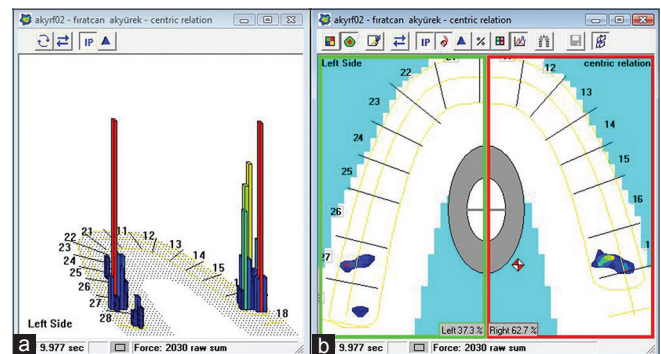 akyrf02 - fıratcan akyürek - centric relation
IP
21
11
22
12
23
13
24
14
25
15
26
27
28
18
Left Side
a
9.977 sec
Force: 2030 raw sum
akyrf02 - fıratcan akyürek - centric relation
IP
%
Left Side
centric relation
22
12
23
13
24
14
15
26
16
Left 37.3 %
Right 62.7 %
b
9.977 sec
Force: 2030 raw sum